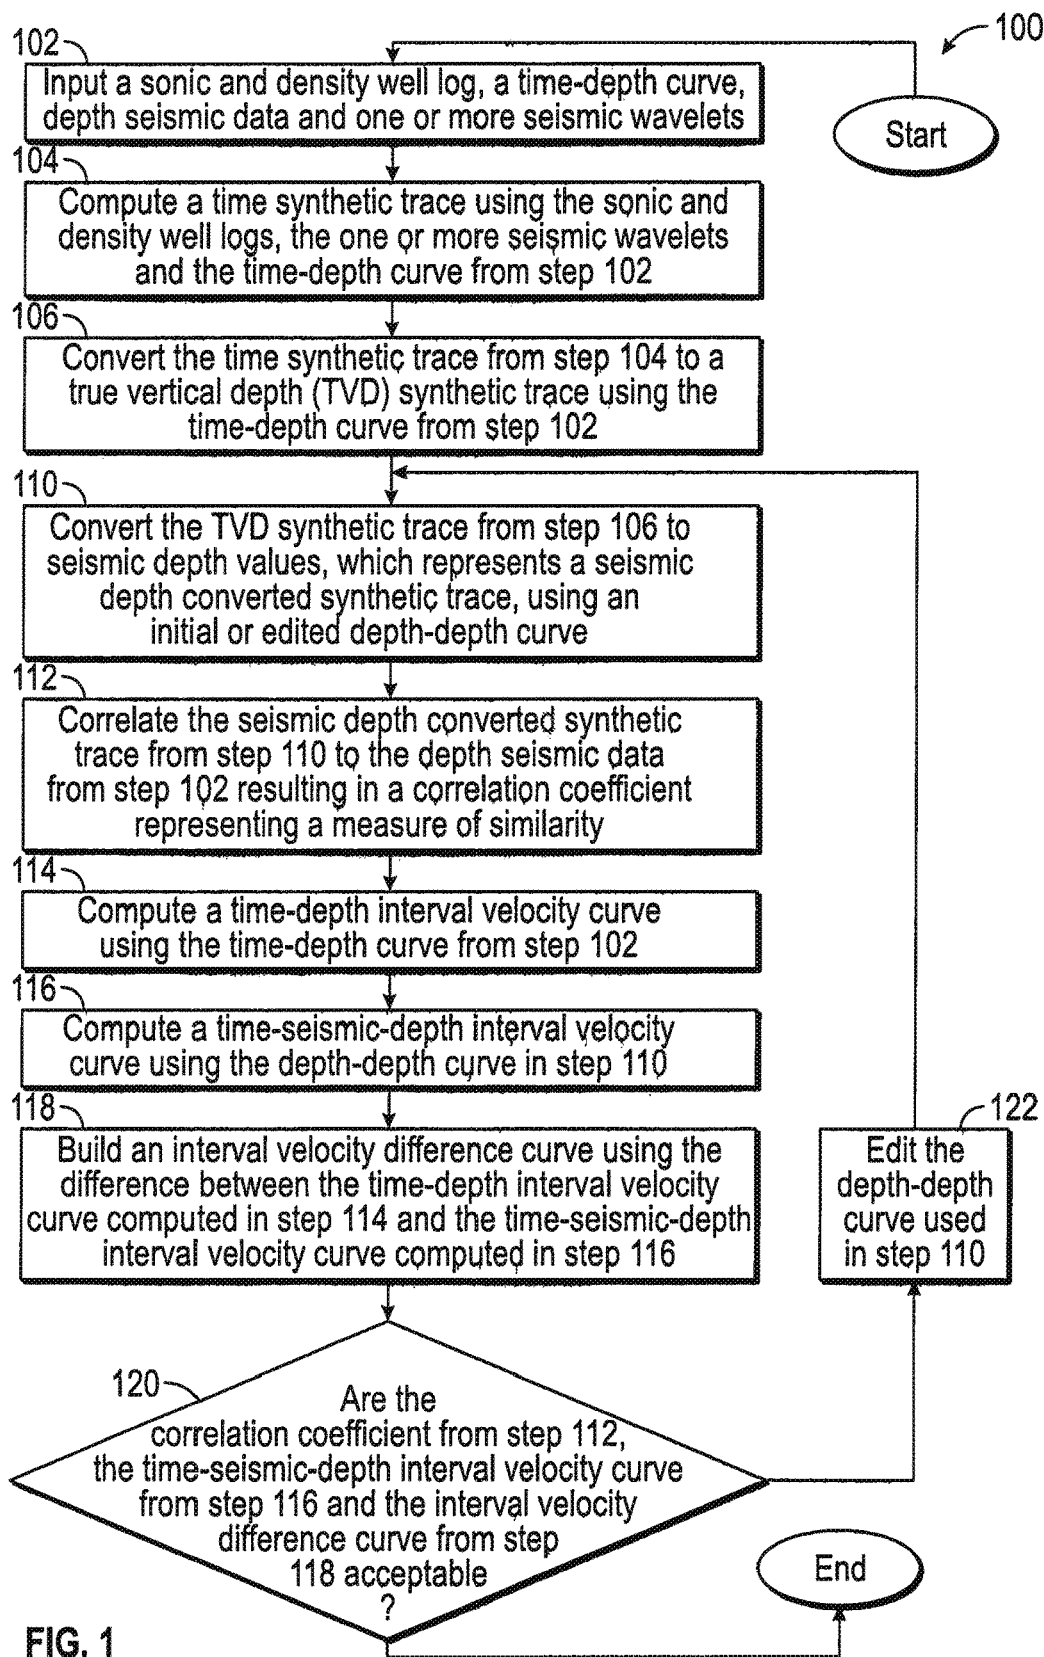 100
102
Input a sonic and density well log, a time-depth curve,
depth seismic data and one or more seismic wavelets
Start
104
Compute a time synthetic trace using the sonic and
density well logs, the one or more seismic wavelets
and the time-depth curve from step 102
106
Convert the time synthetic trace from step 104 to a
true vertical depth (TVD) synthetic trace using the
time-depth curve from step 102
110
Convert the TVD synthetic trace from step 106 to
seismic depth values, which represents a seismic
depth converted synthetic trace, using an
initial or edited depth-depth curve
112
Correlate the seismic depth converted synthetic
trace from step 110 to the depth seismic data
from step 102 resulting in a correlation coefficient
representing a measure of similarity
114
Compute a time-depth interval velocity curve
using the time-depth curve from step 102
116
Compute a time-seismic-depth interval velocity
curve using the depth-depth curve in step 110
118
Build an interval velocity difference curve using the
difference between the time-depth interval velocity
curve computed in step 114 and the time-seismic-depth
interval velocity curve computed in step 116
122
Edit the
depth-depth
curve used
in step 110
120
Are the
correlation coefficient from step 112,
the time-seismic-depth interval velocity curve
from step 116 and the interval velocity
difference curve from step
118 acceptable
?
End
FIG. 1